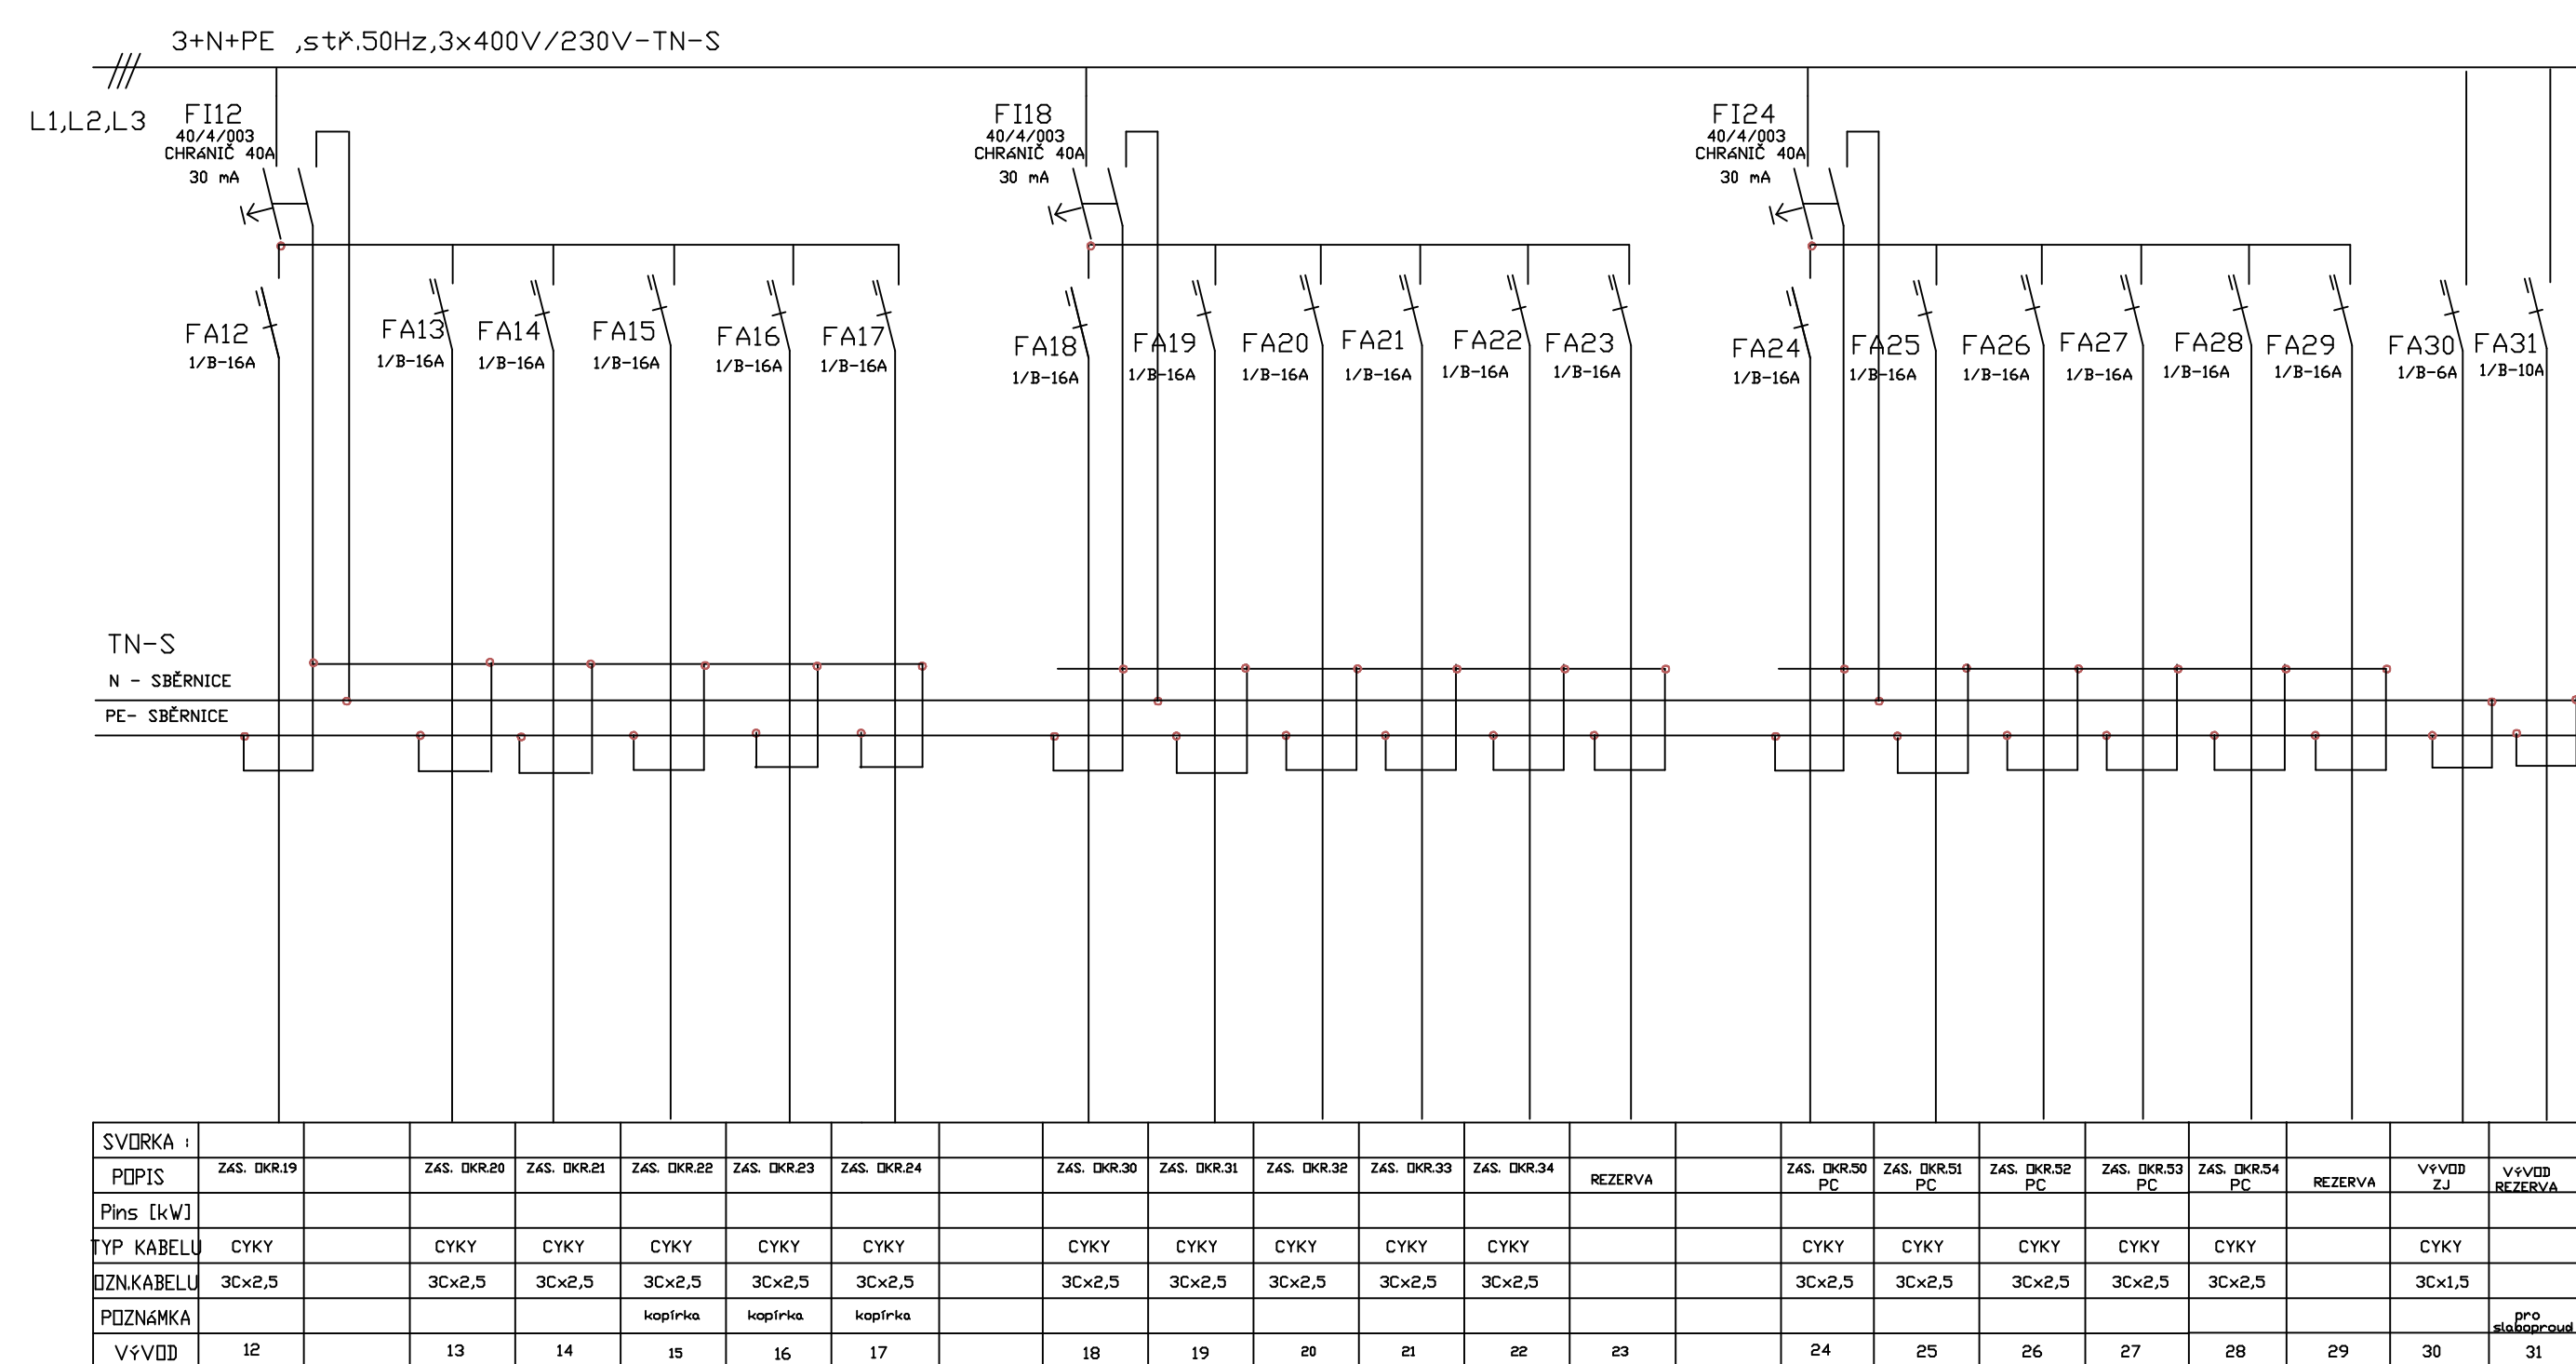 3+N+PE ,stř.50Hz,3x400V/230V-TN-S
L1,L2,L3
FI12
40/4/003
CHRÁNIČ 40A
30 mA
FI18
40/4/003
CHRÁNIČ 40A
30 mA
FI24
40/4/003
CHRÁNIČ 40A
30 mA
FA12
1/B-16A
FA13
1/B-16A
FA14
1/B-16A
FA15
1/B-16A
FA16
1/B-16A
FA17
1/B-16A
FA18
1/B-16A
FA19
1/B-16A
FA20
1/B-16A
FA21
1/B-16A
FA22
1/B-16A
FA23
1/B-16A
FA24
1/B-16A
FA25
1/B-16A
FA26
1/B-16A
FA27
1/B-16A
FA28
1/B-16A
FA29
1/B-16A
FA30
1/B-6A
FA31
1/B-10A
TN-S
N - SBĚRNICE
PE- SBĚRNICE
SVORKA :
POPIS ZÁS. OKR.19 ZÁS. OKR.20 ZÁS. OKR.21 ZÁS. OKR.22 ZÁS. OKR.23 ZÁS. OKR.24 ZÁS. OKR.30 ZÁS. OKR.31 ZÁS. OKR.32 ZÁS. OKR.33 ZÁS. OKR.34 REZERVA ZÁS. OKR.50 ZÁS. OKR.51 ZÁS. OKR.52 ZÁS. OKR.53 ZÁS. OKR.54 REZERVA VÝVOD VÝVOD
PC PC PC PC PC ZJ REZERVA
Pins [kW]
TYP KABELU CYKY CYKY CYKY CYKY CYKY CYKY CYKY CYKY CYKY CYKY CYKY CYKY CYKY CYKY CYKY CYKY CYKY
OZN.KABELU 3Cx2,5 3Cx2,5 3Cx2,5 3Cx2,5 3Cx2,5 3Cx2,5 3Cx2,5 3Cx2,5 3Cx2,5 3Cx2,5 3Cx2,5 3Cx2,5 3Cx2,5 3Cx2,5 3Cx2,5 3Cx2,5 3Cx1,5
POZNÁMKA kopírka kopírka kopírka pro
slaboproud
VÝVOD 12 13 14 15 16 17 18 19 20 21 22 23 24 25 26 27 28 29 30 31